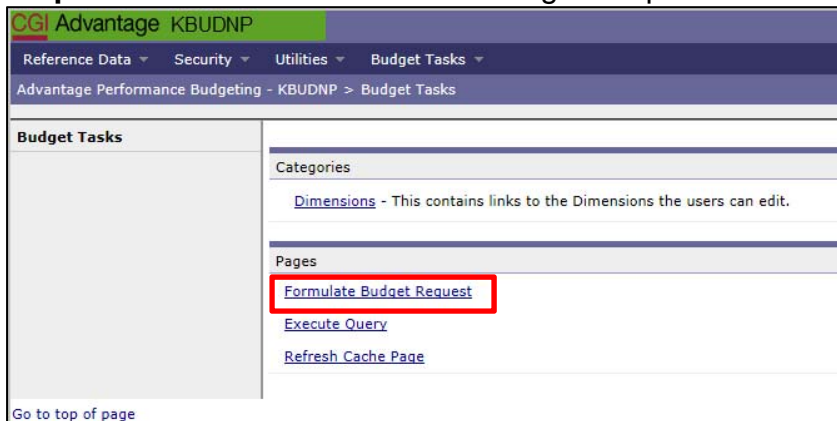 CGI Advantage KBUDNP
Reference Data Security Utilities Budget Tasks
Advantage Performance Budgeting - KBUDNP > Budget Tasks
Budget Tasks
Categories
Dimensions - This contains links to the Dimensions the users can edit.
Pages
Formulate Budget Request
Execute Query
Refresh Cache Page
Go to top of page